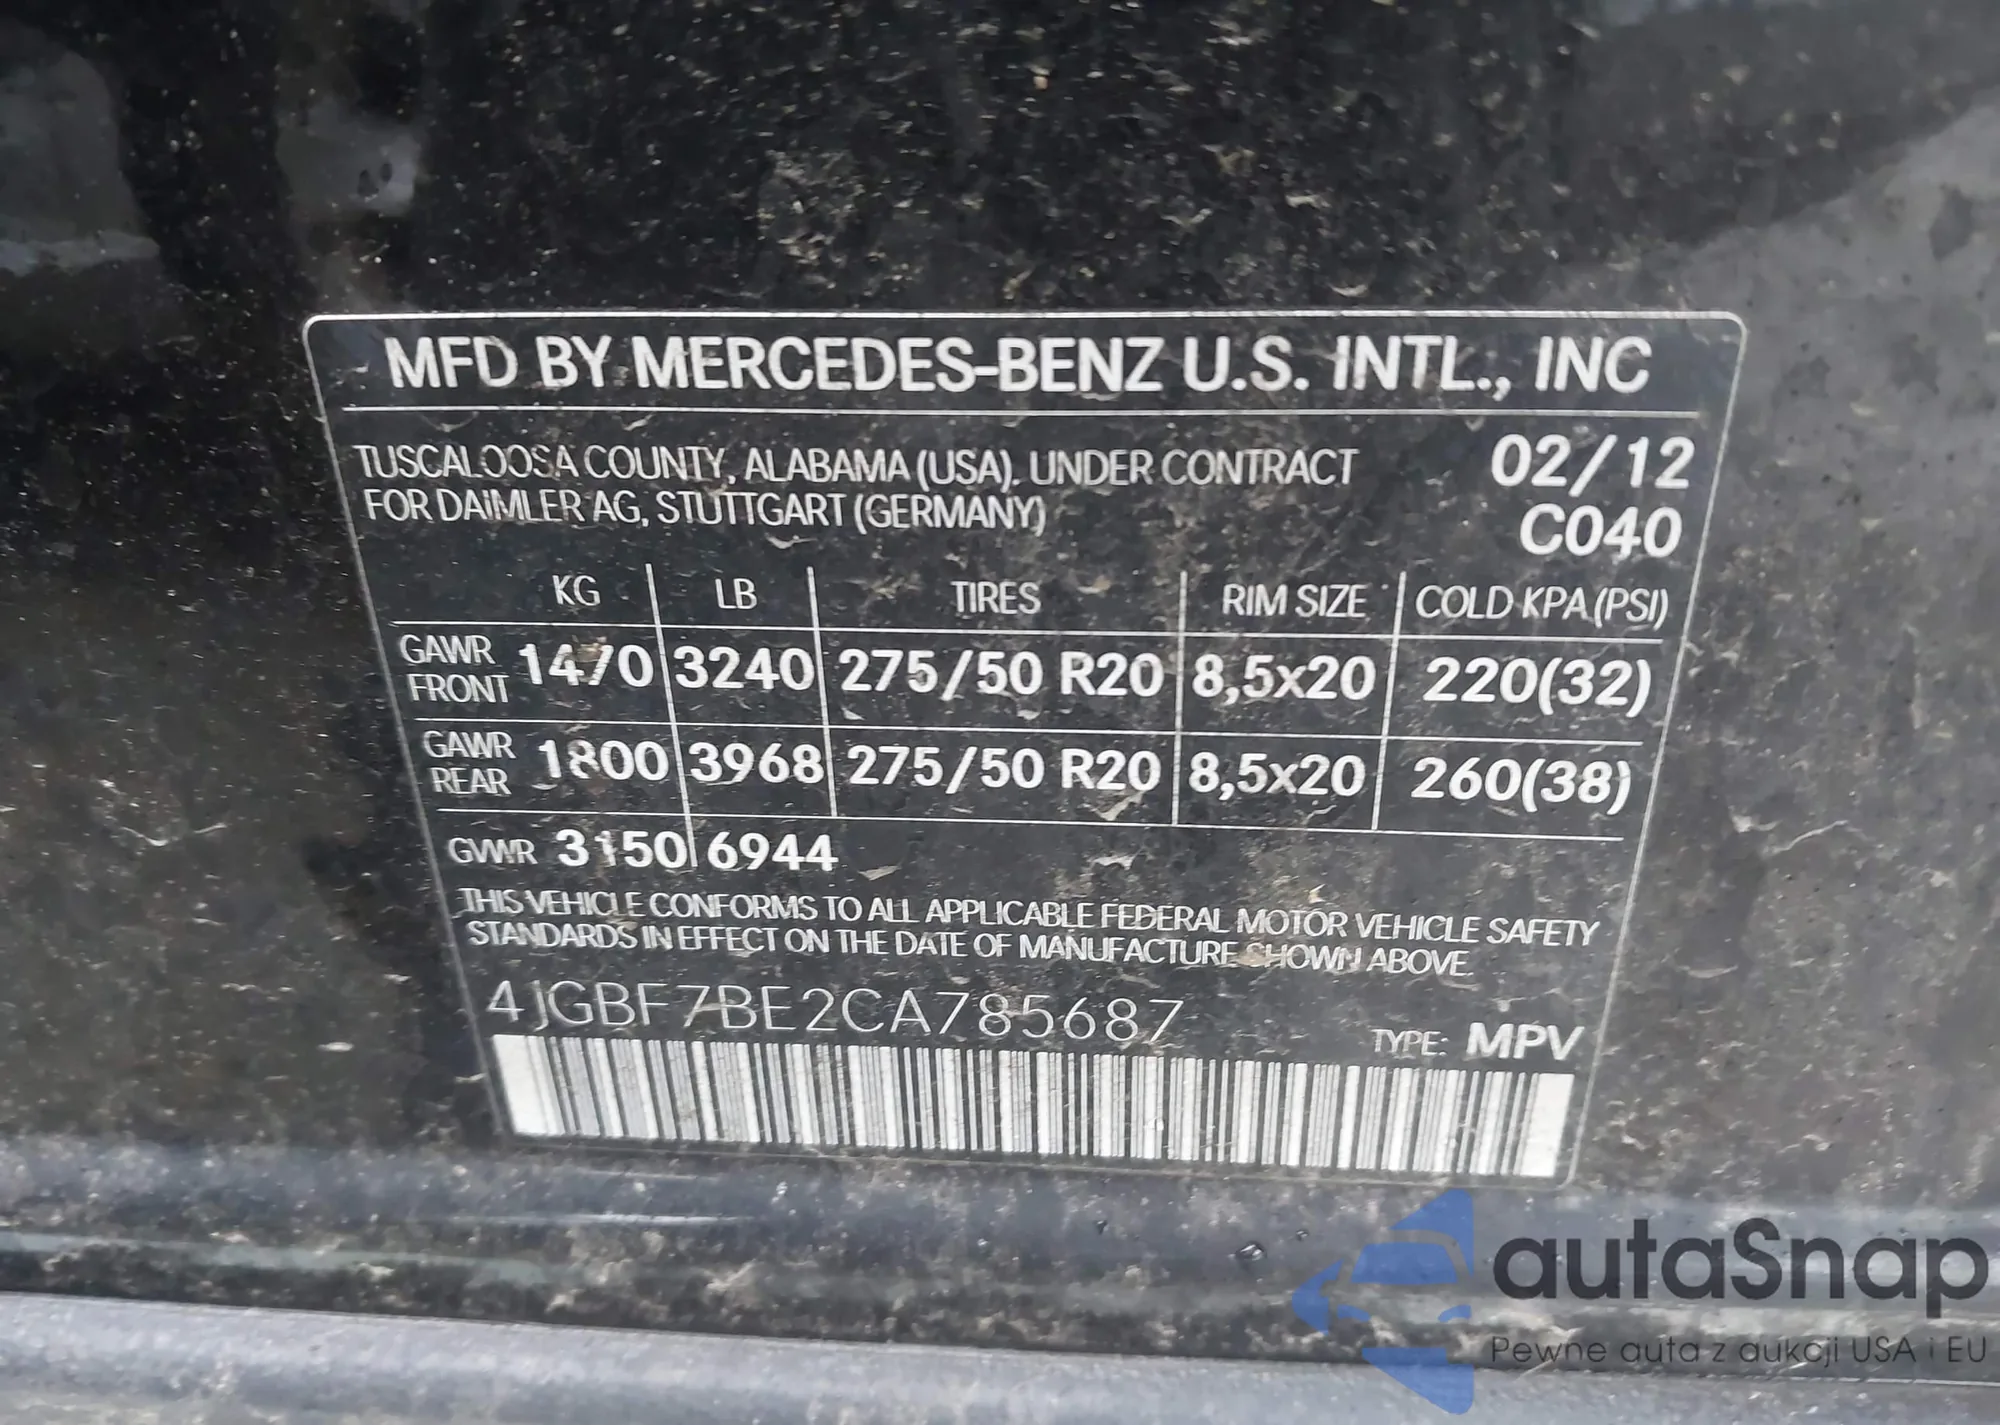 MFD BY MERCEDES-BENZ U.S. INTL., INC
TUSCALOOSA COUNTY, ALABAMA (USA). UNDER CONTRACT 02/12
FOR DAIMLER AG, STUTTGART (GERMANY) C040
KG LB TIRES RIM SIZE COLD KPA (PSI)
GAWR FRONT 1470 3240 275/50 R20 8,5x20 220(32)
GAWR REAR 1800 3968 275/50 R20 8,5x20 260(38)
GVWR 3150 6944
THIS VEHICLE CONFORMS TO ALL APPLICABLE FEDERAL MOTOR VEHICLE SAFETY
STANDARDS IN EFFECT ON THE DATE OF MANUFACTURE SHOWN ABOVE.
4JGBF7BE2CA785687 TYPE: MPV
autaSnap
Pewne auta z aukcji USA i EU